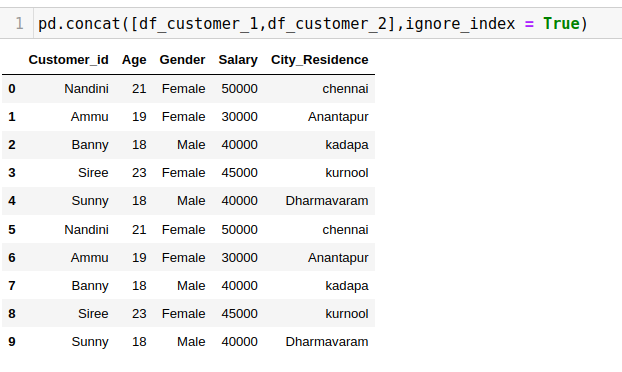 1 pd.concat([df_customer_1,df_customer_2],ignore_index = True)
Customer_id Age Gender Salary City_Residence
0 Nandini 21 Female 50000 chennai
1 Ammu 19 Female 30000 Anantapur
2 Banny 18 Male 40000 kadapa
3 Siree 23 Female 45000 kurnool
4 Sunny 18 Male 40000 Dharmavaram
5 Nandini 21 Female 50000 chennai
6 Ammu 19 Female 30000 Anantapur
7 Banny 18 Male 40000 kadapa
8 Siree 23 Female 45000 kurnool
9 Sunny 18 Male 40000 Dharmavaram